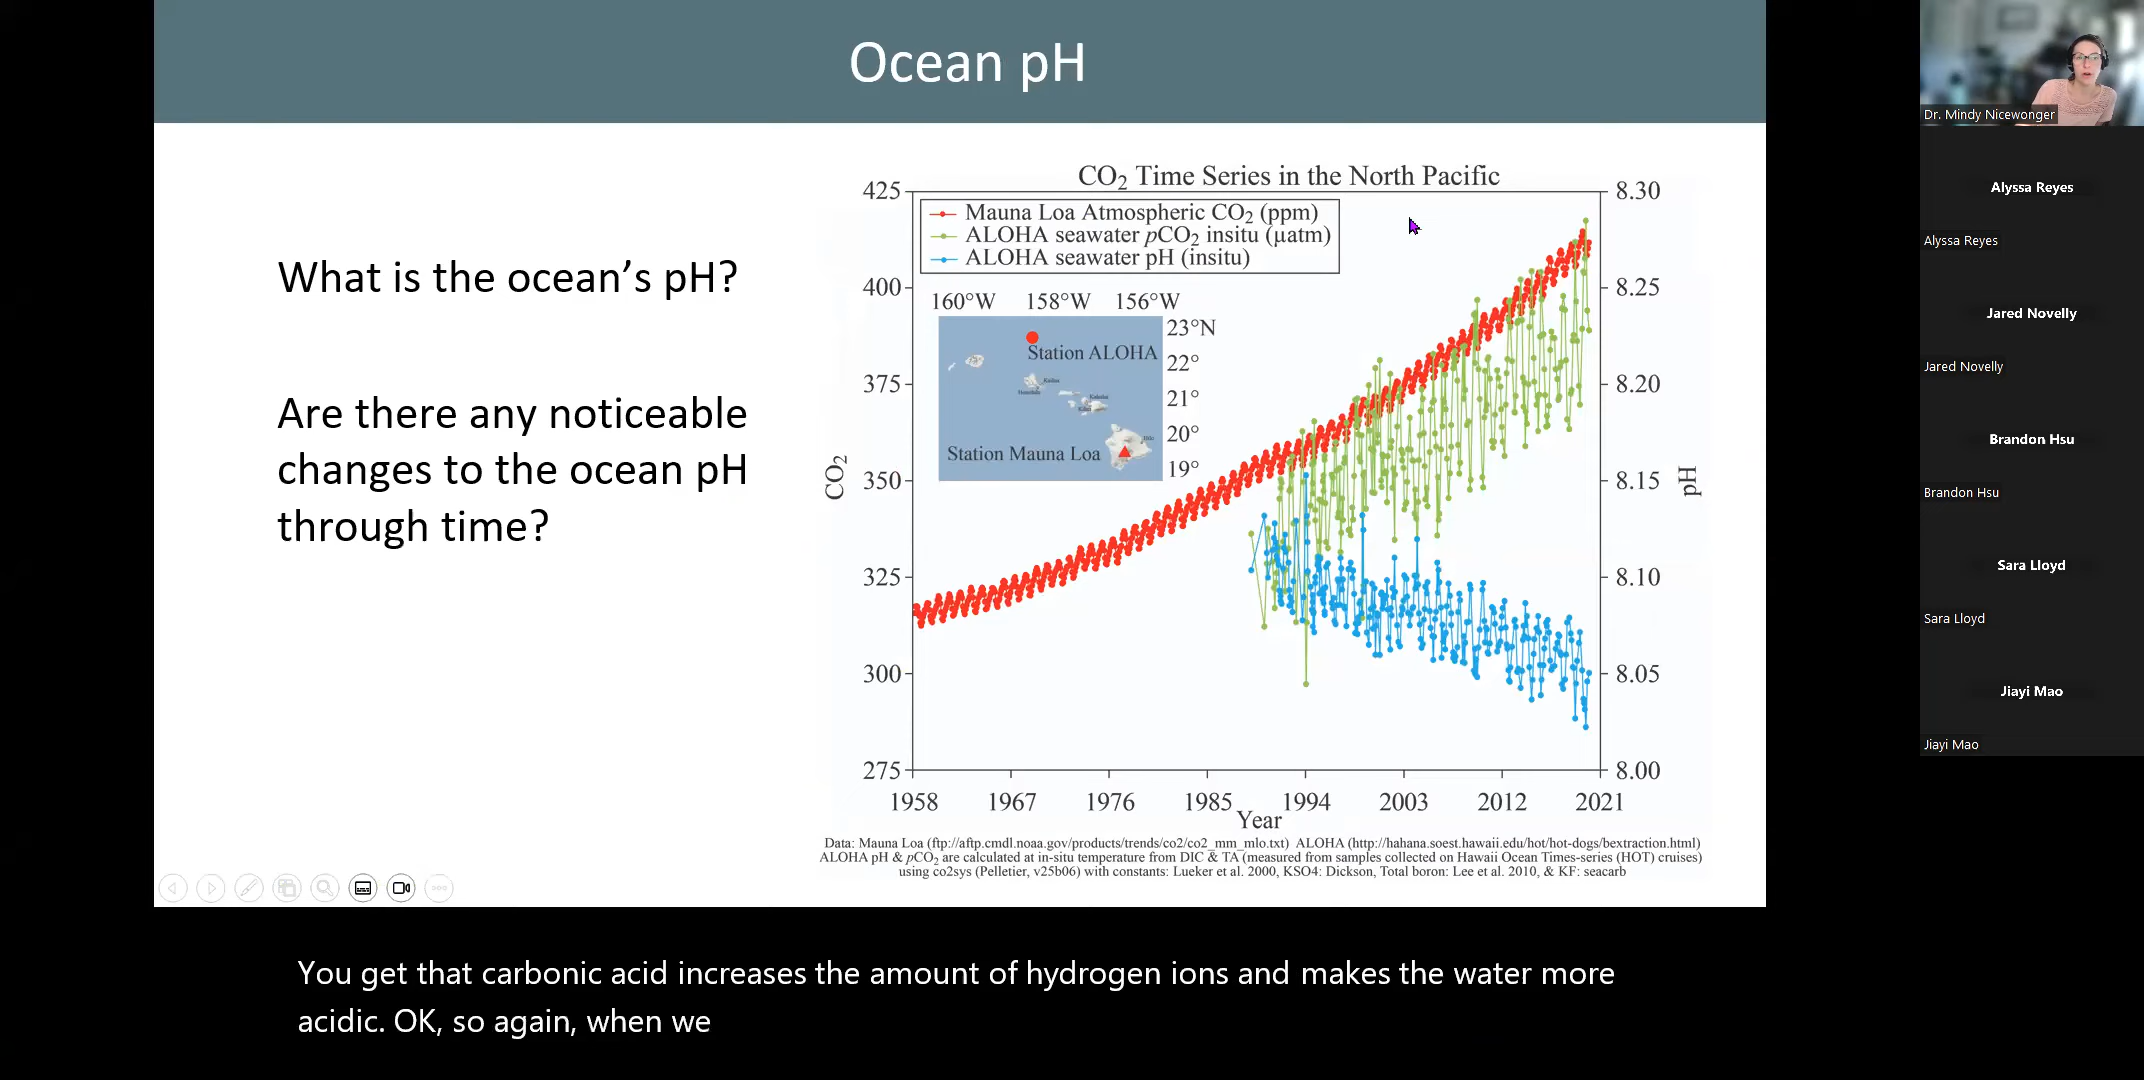 Ocean pH
What is the ocean’s pH?
Are there any noticeable
changes to the ocean pH
through time?
CO2 Time Series in the North Pacific
425
400
375
350
325
300
275
CO2
Mauna Loa Atmospheric CO2 (ppm)
ALOHA seawater pCO2 insitu (µatm)
ALOHA seawater pH (insitu)
160°W 158°W 156°W
23°N
22°
21°
20°
19°
Station ALOHA
Station Mauna Loa
8.30
8.25
8.20
8.15
8.10
8.05
8.00
pH
1958 1967 1976 1985 1994 2003 2012 2021
Year
Data: Mauna Loa (ftp://aftp.cmdl.noaa.gov/products/trends/co2/co2_mm_mlo.txt) ALOHA (http://hahana.soest.hawaii.edu/hot/hot-dogs/bextraction.html)
ALOHA pH & pCO2 are calculated at in-situ temperature from DIC & TA (measured from samples collected on Hawaii Ocean Times-series (HOT) cruises)
using co2sys (Pelletier, v25b06) with constants: Lueker et al. 2000, KSO4: Dickson, Total boron: Lee et al. 2010, & KF: seacarb
You get that carbonic acid increases the amount of hydrogen ions and makes the water more
acidic. OK, so again, when we
Dr. Mindy Nicewonger
Alyssa Reyes
Alyssa Reyes
Jared Novelly
Jared Novelly
Brandon Hsu
Brandon Hsu
Sara Lloyd
Sara Lloyd
Jiayi Mao
Jiayi Mao